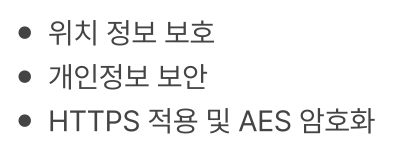 • 위치 정보 보호
• 개인정보 보안
• HTTPS 적용 및 AES 암호화